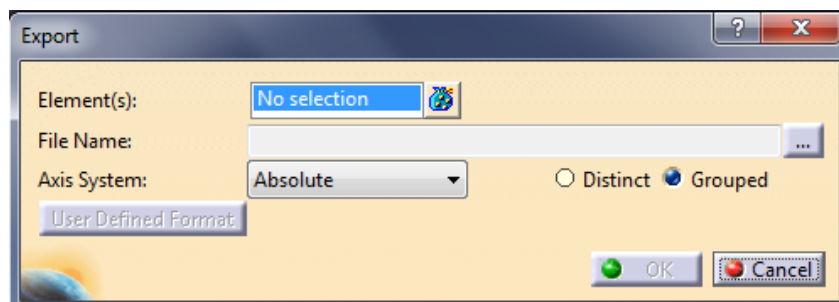 Export
Element(s): No selection
File Name: ...
Axis System: Absolute Distinct Grouped
User Defined Format
OK Cancel